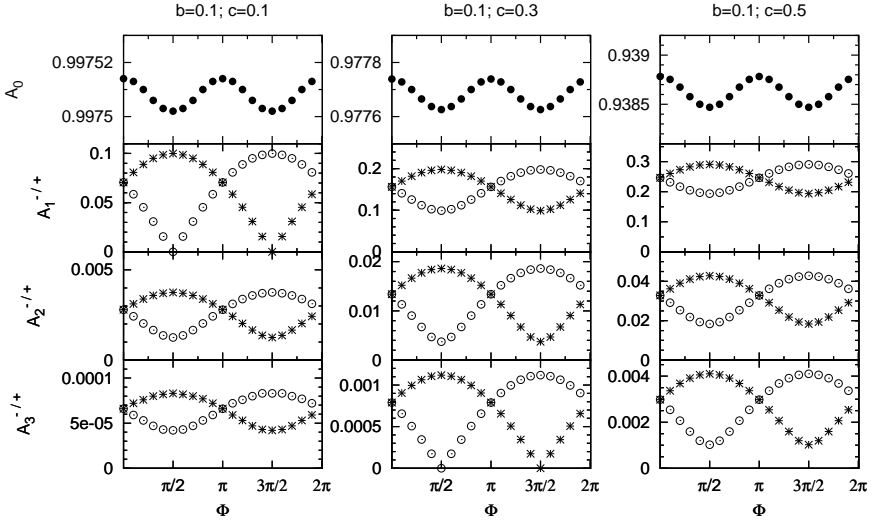 b=0.1; c=0.1 b=0.1; c=0.3 b=0.1; c=0.5
A0 0.99752 0.9975 0.9778 0.9776 0.939 0.9385
A1-/+ 0.1 0.05 0 0.2 0.1 0 0.3 0.2 0.1 0
A2-/+ 0.005 0 0.02 0.01 0 0.04 0.02 0
A3-/+ 0.0001 5e-05 0 0.001 0.0005 0 0.004 0.002 0
π/2 π 3π/2 2π π/2 π 3π/2 2π π/2 π 3π/2 2π
Φ Φ Φ